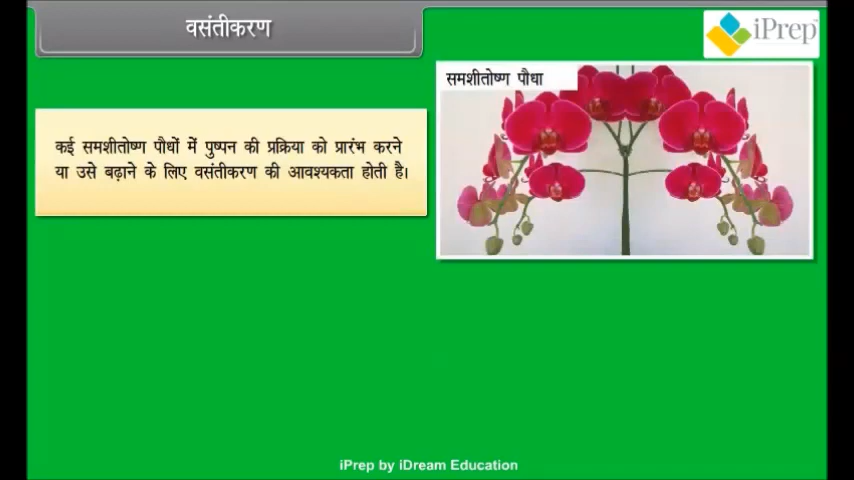 वसंतीकरण
iPrep
समशीतोष्ण पौधा
कई समशीतोष्ण पौधों में पुष्पन की प्रक्रिया को प्रारंभ करने
या उसे बढ़ाने के लिए वसंतीकरण की आवश्यकता होती है।
iPrep by iDream Education